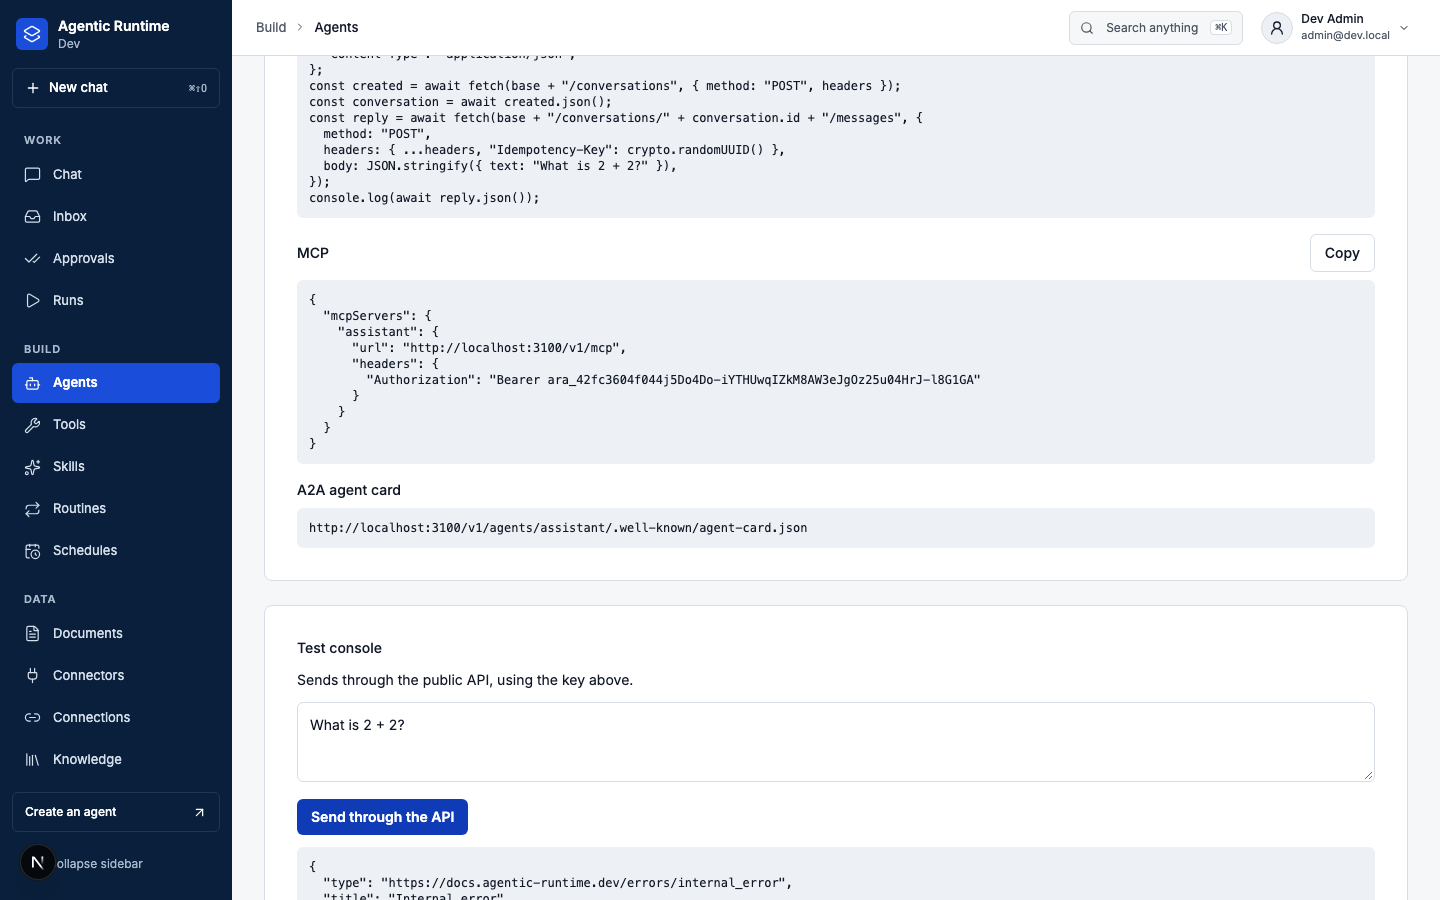 Agentic Runtime
Dev
New chat
⌘⇧O
WORK
Chat
Inbox
Approvals
Runs
BUILD
Agents
Tools
Skills
Routines
Schedules
DATA
Documents
Connectors
Connections
Knowledge
Create an agent
N
ollapse sidebar
Build > Agents
Search anything
⌘K
Dev Admin
admin@dev.local
};
const created = await fetch(base + "/conversations", { method: "POST", headers });
const conversation = await created.json();
const reply = await fetch(base + "/conversations/" + conversation.id + "/messages", {
method: "POST",
headers: { ...headers, "Idempotency-Key": crypto.randomUUID() },
body: JSON.stringify({ text: "What is 2 + 2?" }),
});
console.log(await reply.json());
MCP
Copy
{
"mcpServers": {
"assistant": {
"url": "http://localhost:3100/v1/mcp",
"headers": {
"Authorization": "Bearer ara_42fc3604f044j5Do4Do-iYTHUwqIZkM8AW3eJgOz25u04HrJ-l8G1GA"
}
}
}
}
A2A agent card
http://localhost:3100/v1/agents/assistant/.well-known/agent-card.json
Test console
Sends through the public API, using the key above.
What is 2 + 2?
Send through the API
{
"type": "https://docs.agentic-runtime.dev/errors/internal_error",
"title": "Internal error"